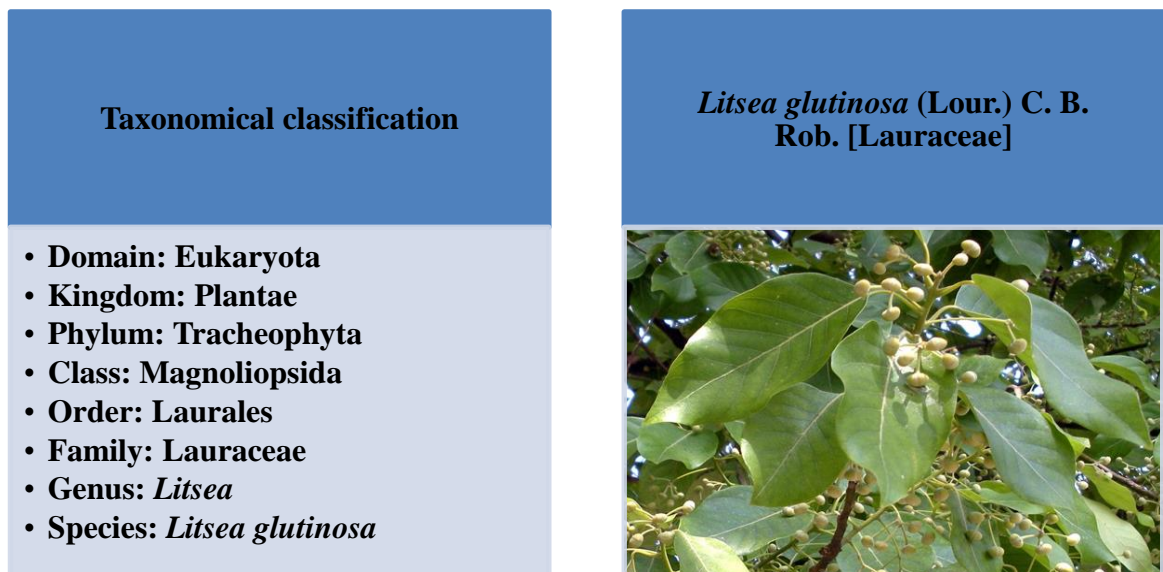 Taxonomical classification
• Domain: Eukaryota
• Kingdom: Plantae
• Phylum: Tracheophyta
• Class: Magnoliopsida
• Order: Laurales
• Family: Lauraceae
• Genus: Litsea
• Species: Litsea glutinosa
Litsea glutinosa (Lour.) C. B.
Rob. [Lauraceae]